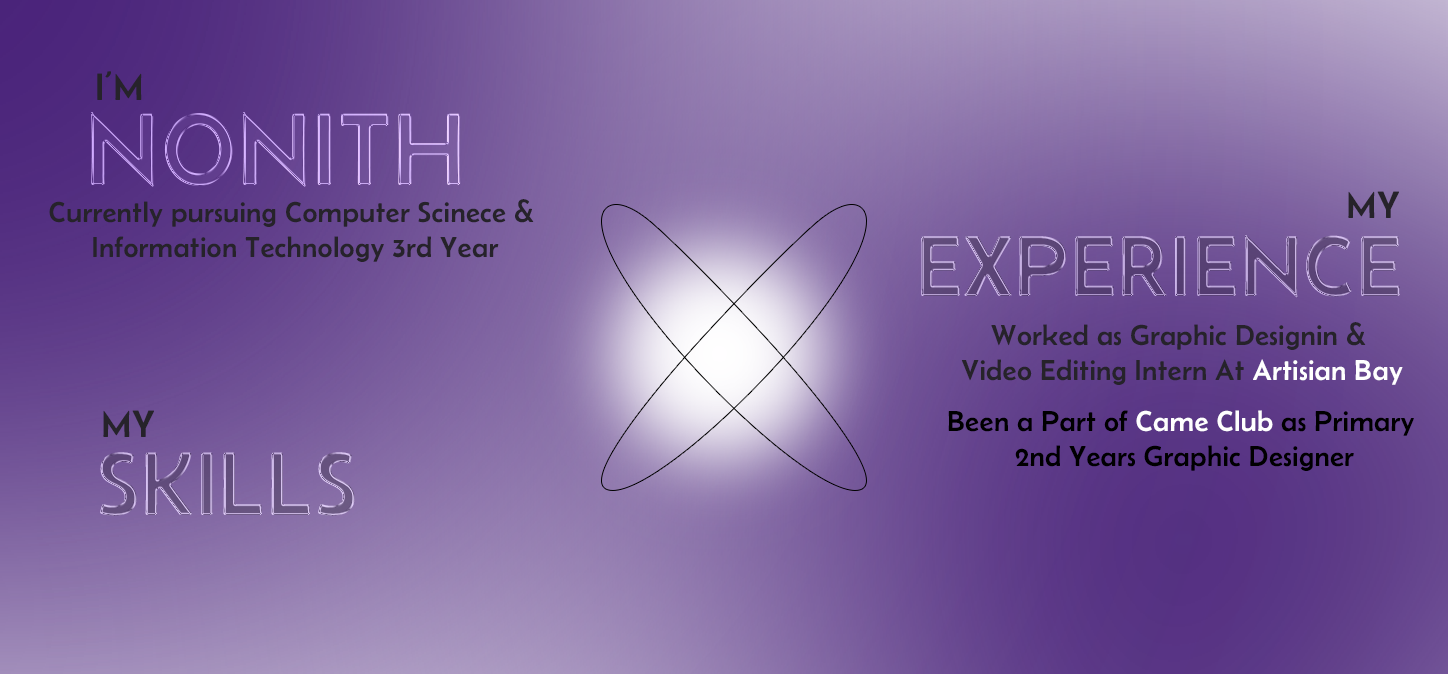 I'M
NONITH
Currently pursuing Computer Scinece &
Information Technology 3rd Year
MY
SKILLS
MY
EXPERIENCE
Worked as Graphic Designin &
Video Editing Intern At Artisian Bay
Been a Part of Came Club as Primary
2nd Years Graphic Designer